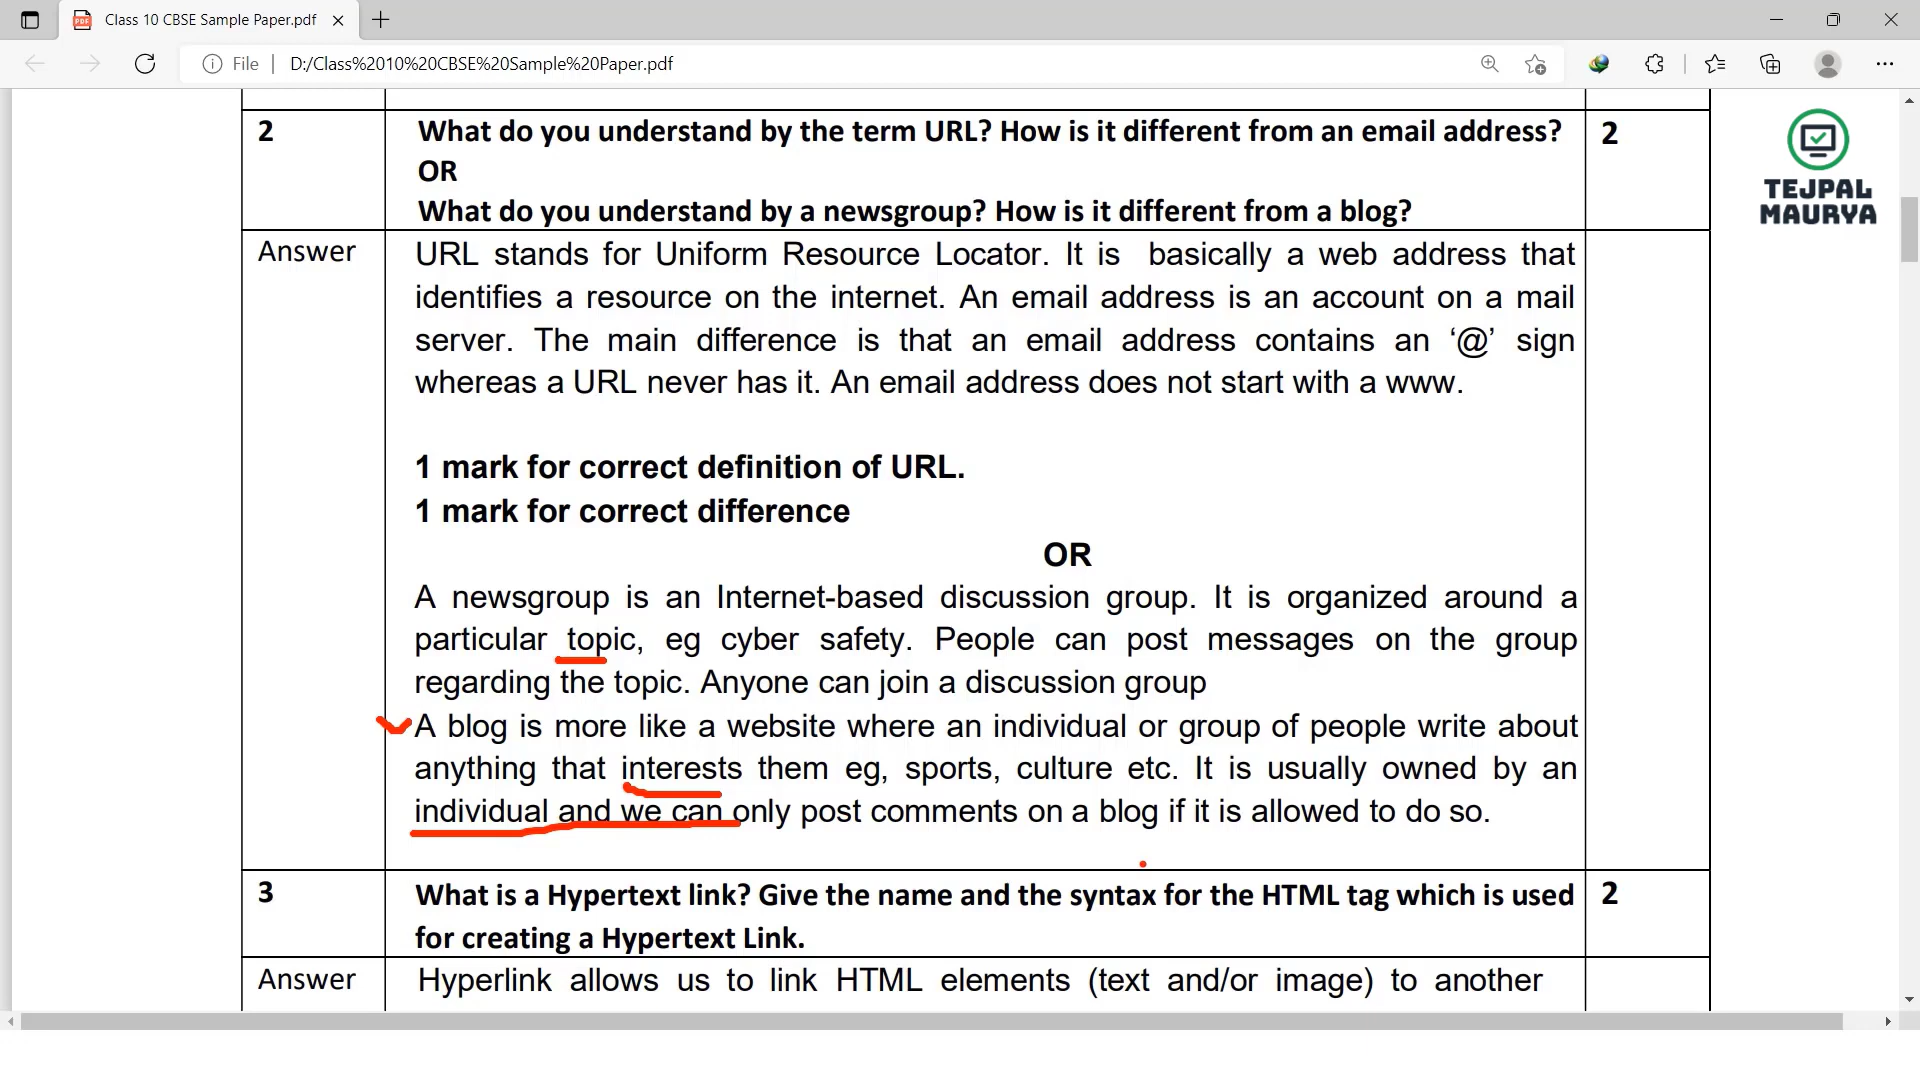 Class 10 CBSE Sample Paper.pdf
File | D:/Class%2010%20CBSE%20Sample%20Paper.pdf
2 What do you understand by the term URL? How is it different from an email address? 2
OR
What do you understand by a newsgroup? How is it different from a blog?
TEJPAL
MAURYA
Answer URL stands for Uniform Resource Locator. It is basically a web address that
identifies a resource on the internet. An email address is an account on a mail
server. The main difference is that an email address contains an ‘@’ sign
whereas a URL never has it. An email address does not start with a www.
1 mark for correct definition of URL.
1 mark for correct difference
OR
A newsgroup is an Internet-based discussion group. It is organized around a
particular topic, eg cyber safety. People can post messages on the group
regarding the topic. Anyone can join a discussion group
A blog is more like a website where an individual or group of people write about
anything that interests them eg, sports, culture etc. It is usually owned by an
individual and we can only post comments on a blog if it is allowed to do so.
3 What is a Hypertext link? Give the name and the syntax for the HTML tag which is used 2
for creating a Hypertext Link.
Answer Hyperlink allows us to link HTML elements (text and/or image) to another